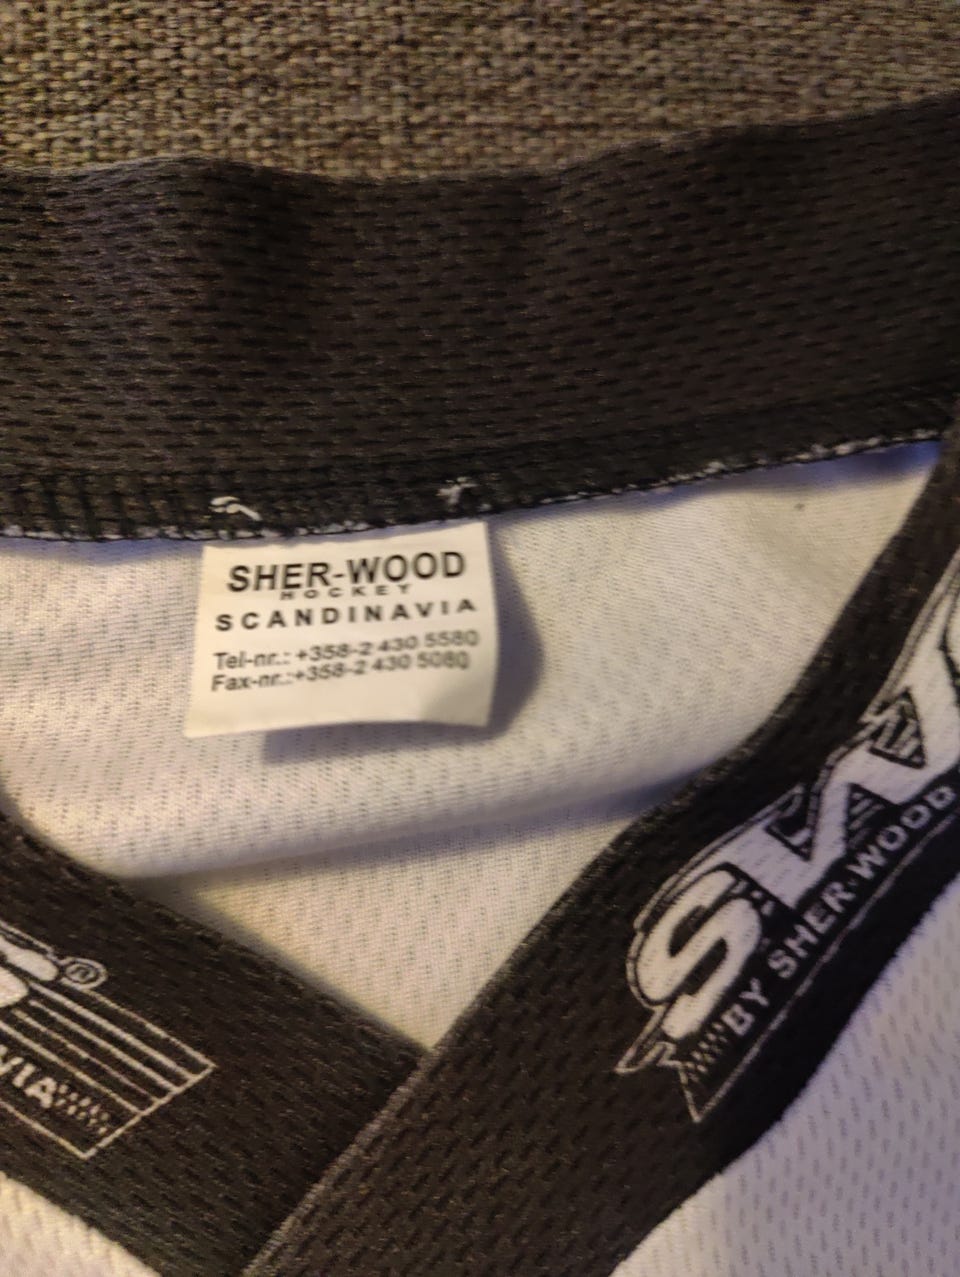 SHER-WOOD
HOCKEY
SCANDINAVIA
Tel-nr.: +358-2 430 5580
Fax-nr.:+358-2 430 5080
SW
BY SHER-WOOD
®